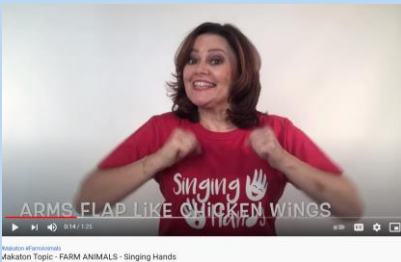 Singing
Hands
ARMS FLAP LiKE CHiCKEN WiNGS
0:14 / 1:25
#Makaton #FarmAnimals
Makaton Topic - FARM ANIMALS - Singing Hands